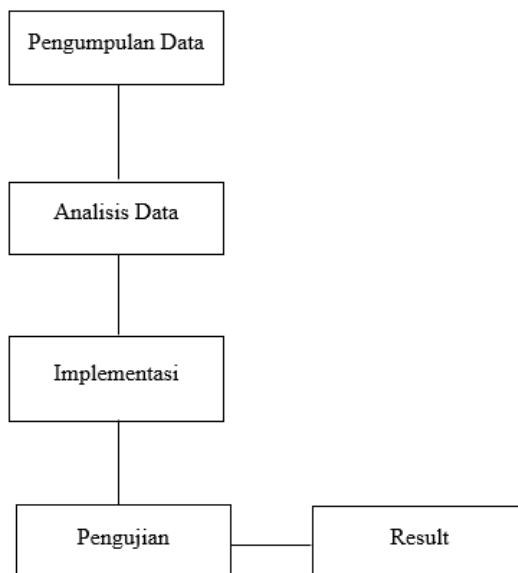 Pengumpulan Data
Analisis Data
Implementasi
Pengujian
Result